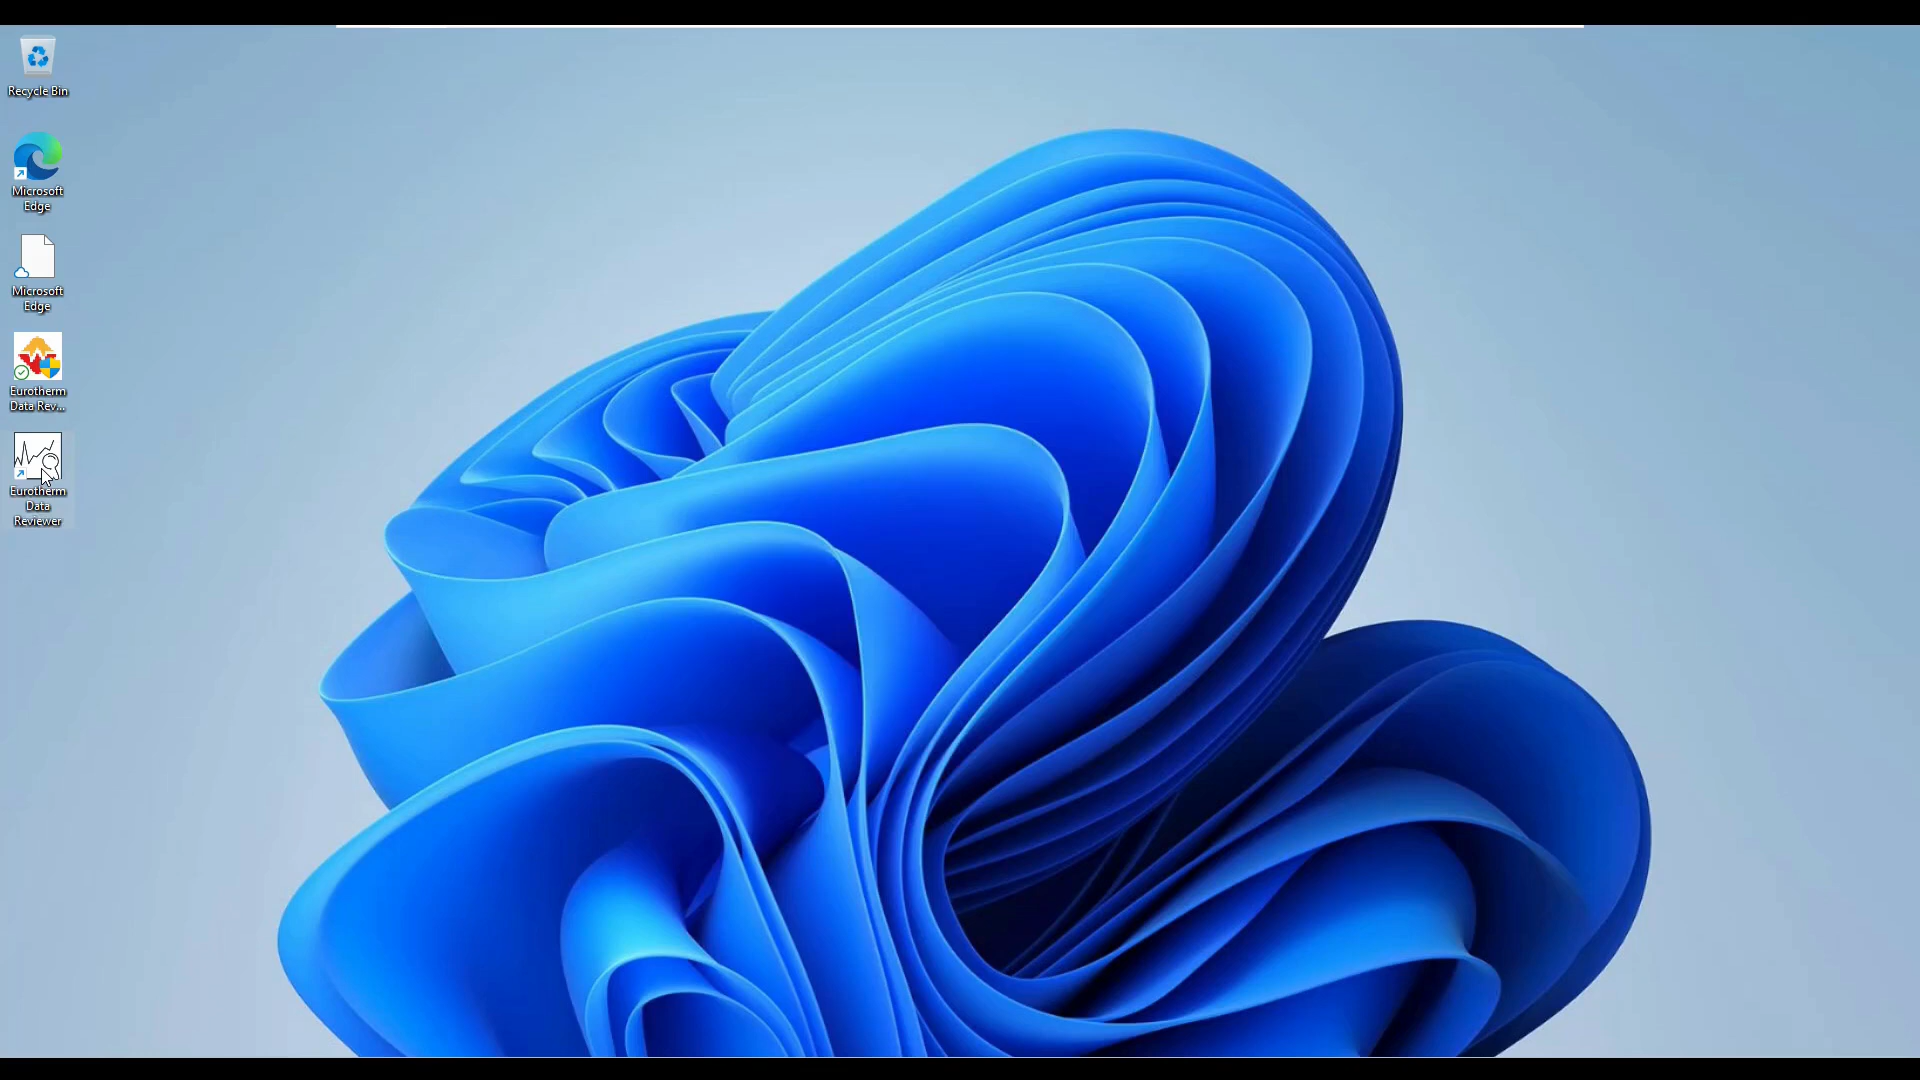 Recycle Bin
Microsoft
Edge
Microsoft
Edge
Eurotherm
Data Rev...
Eurotherm
Data
Reviewer